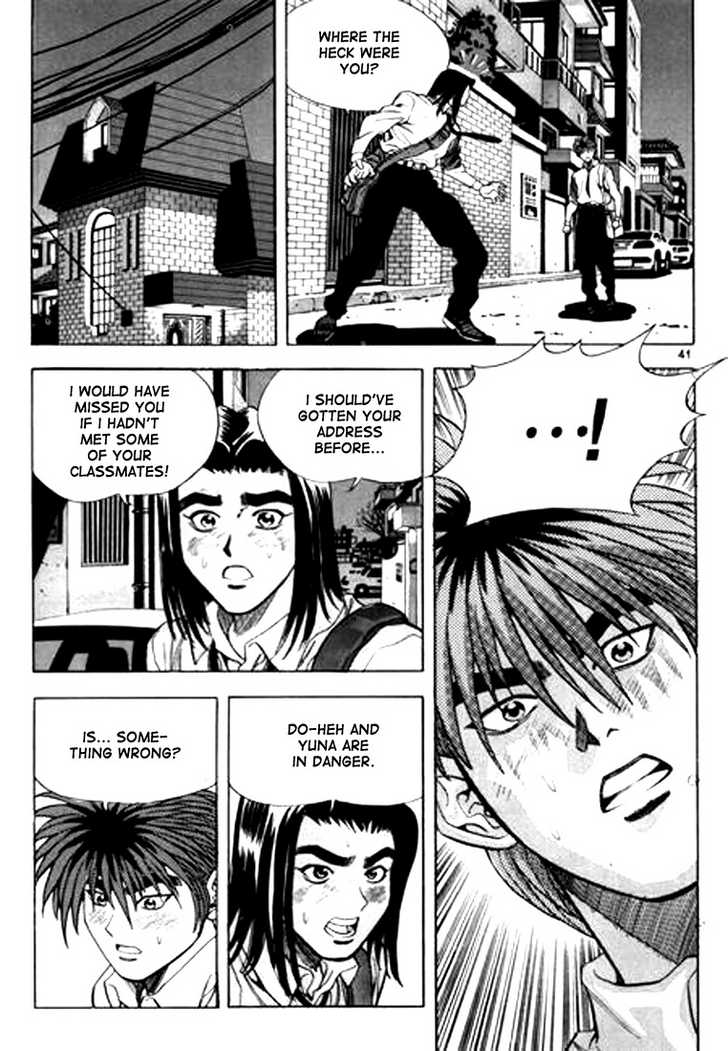 WHERE THE
HECK WERE
YOU?
41
I WOULD HAVE
MISSED YOU
IF I HADN'T
MET SOME
OF YOUR
CLASSMATES!
I SHOULD'VE
GOTTEN YOUR
ADDRESS
BEFORE...
...!
IS... SOME-
THING WRONG?
DO-HEH AND
YUNA ARE
IN DANGER.